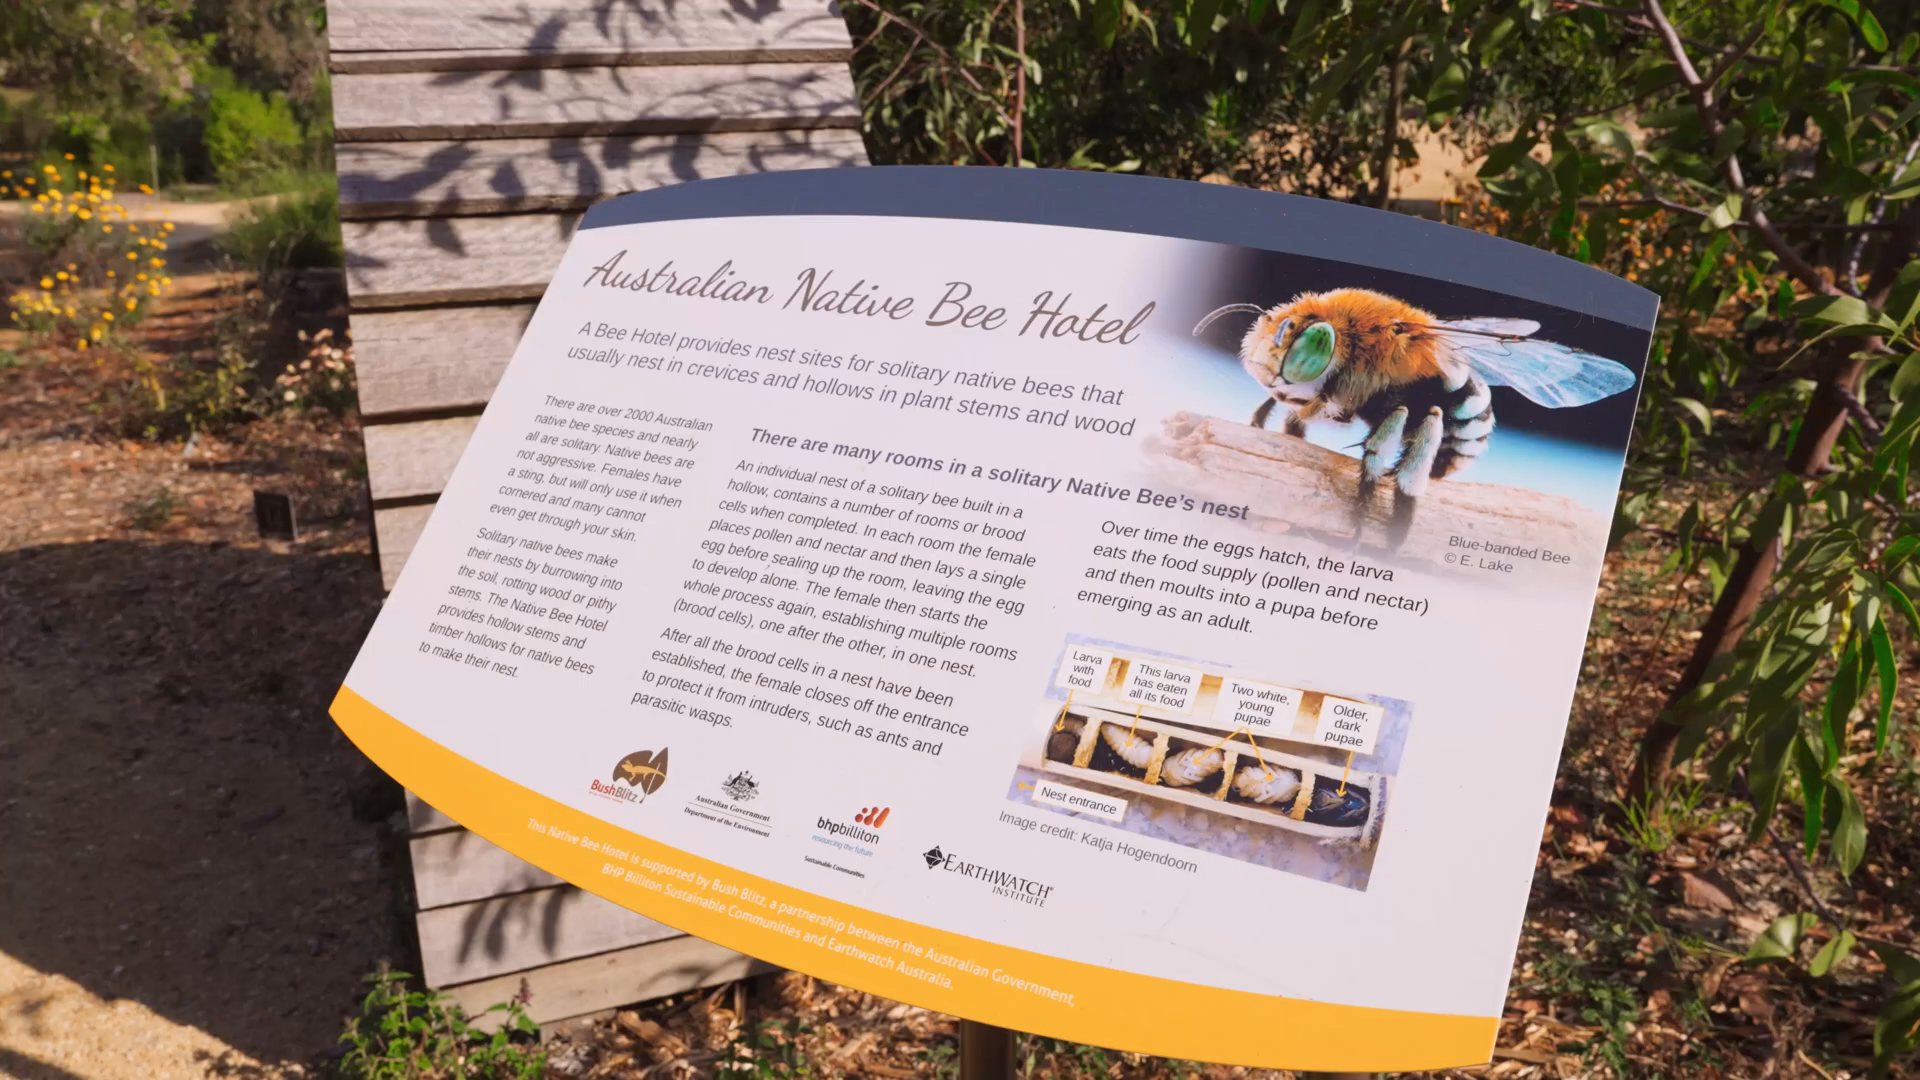 Australian Native Bee Hotel
A Bee Hotel provides nest sites for solitary native bees that
usually nest in crevices and hollows in plant stems and wood
There are over 2000 Australian
native bee species and nearly
all are solitary. Native bees are
not aggressive. Females have
a sting, but will only use it when
cornered and many cannot
even get through your skin.
Solitary native bees make
their nests by burrowing into
the soil, rotting wood or pithy
stems. The Native Bee Hotel
provides hollow stems and
timber hollows for native bees
to make their nest.
There are many rooms in a solitary Native Bee's nest
An individual nest of a solitary bee built in a
hollow, contains a number of rooms or brood
cells when completed. In each room the female
places pollen and nectar and then lays a single
egg before sealing up the room, leaving the egg
to develop alone. The female then starts the
whole process again, establishing multiple rooms
(brood cells), one after the other, in one nest.
After all the brood cells in a nest have been
established, the female closes off the entrance
to protect it from intruders, such as ants and
parasitic wasps.
Over time the eggs hatch, the larva
eats the food supply (pollen and nectar)
and then moults into a pupa before
emerging as an adult.
Blue-banded Bee
© E. Lake
Larva
with
food
This larva
has eaten
all its food
Two white,
young
pupae
Older,
dark
pupae
Nest entrance
Image credit: Katja Hogendoorn
BushBlitz
Australian Government
Department of the Environment
bhpbilliton
resourcing the future
Sustainable Communities
EARTHWATCH
INSTITUTE
This Native Bee Hotel is supported by Bush Blitz, a partnership between the Australian Government,
BHP Billiton Sustainable Communities and Earthwatch Australia.